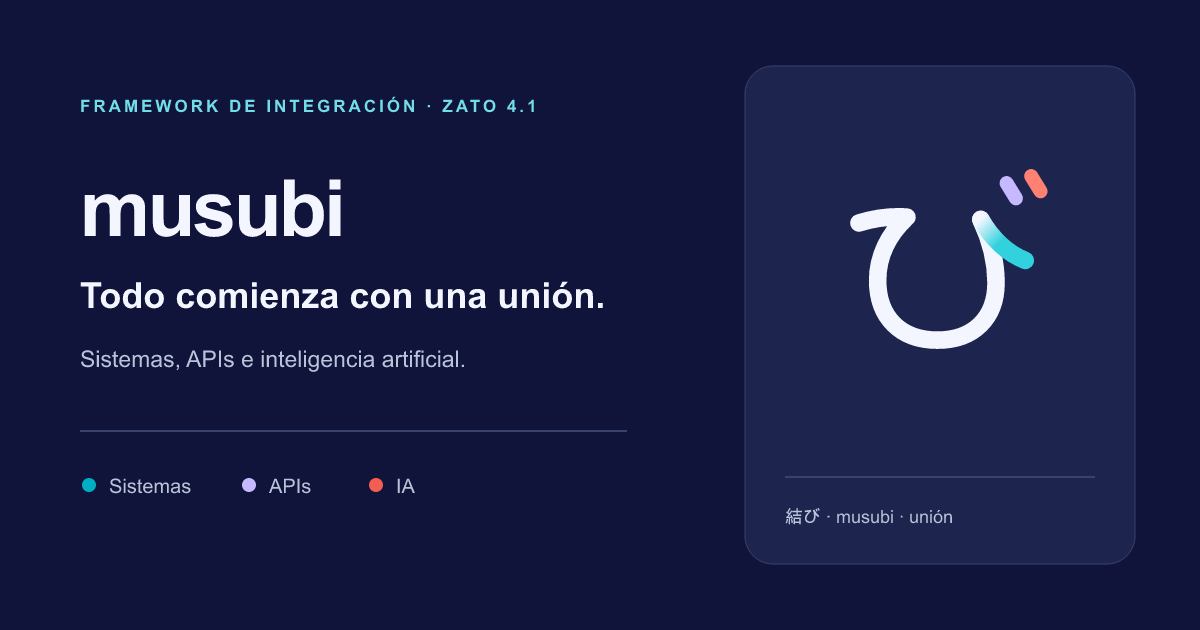 FRAMEWORK DE INTEGRACIÓN · ZATO 4.1
musubi
Todo comienza con una unión.
Sistemas, APIs e inteligencia artificial.
Sistemas
APIs
IA
び
結び · musubi · unión